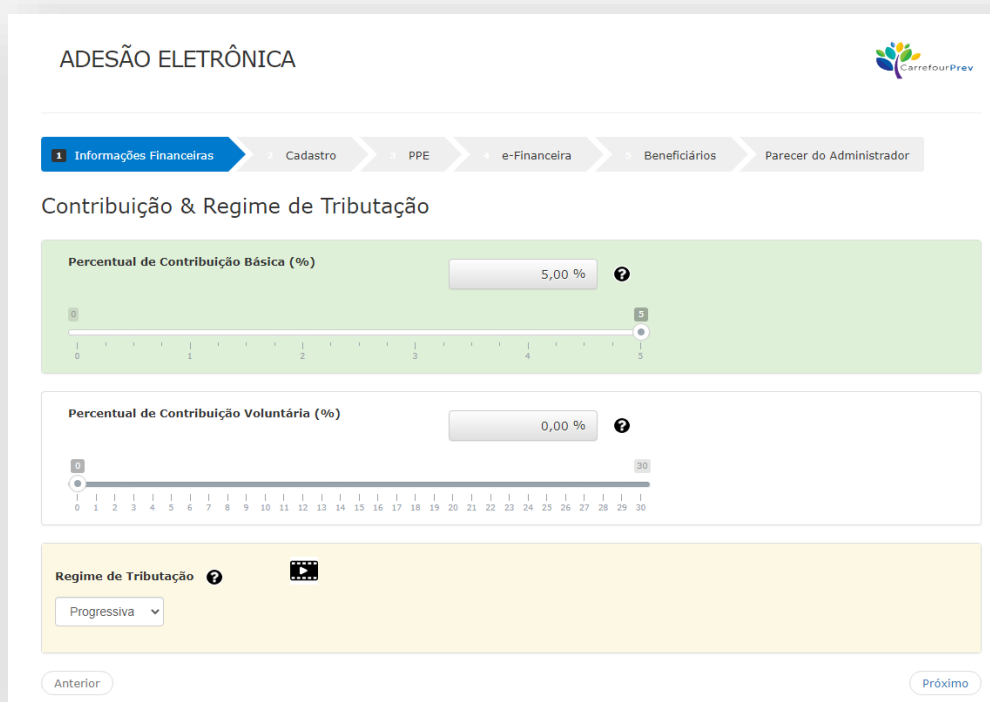 ADESÃO ELETRÔNICA
CarrefourPrev
1 Informações Financeiras 2 Cadastro 3 PPE 4 e-Financeira 5 Beneficiários Parecer do Administrador
Contribuição & Regime de Tributação
Percentual de Contribuição Básica (%) 5,00 % ?
0 5
0 1 2 3 4 5
Percentual de Contribuição Voluntária (%) 0,00 % ?
0 30
0 1 2 3 4 5 6 7 8 9 10 11 12 13 14 15 16 17 18 19 20 21 22 23 24 25 26 27 28 29 30
Regime de Tributação ?
Progressiva
Anterior Próximo